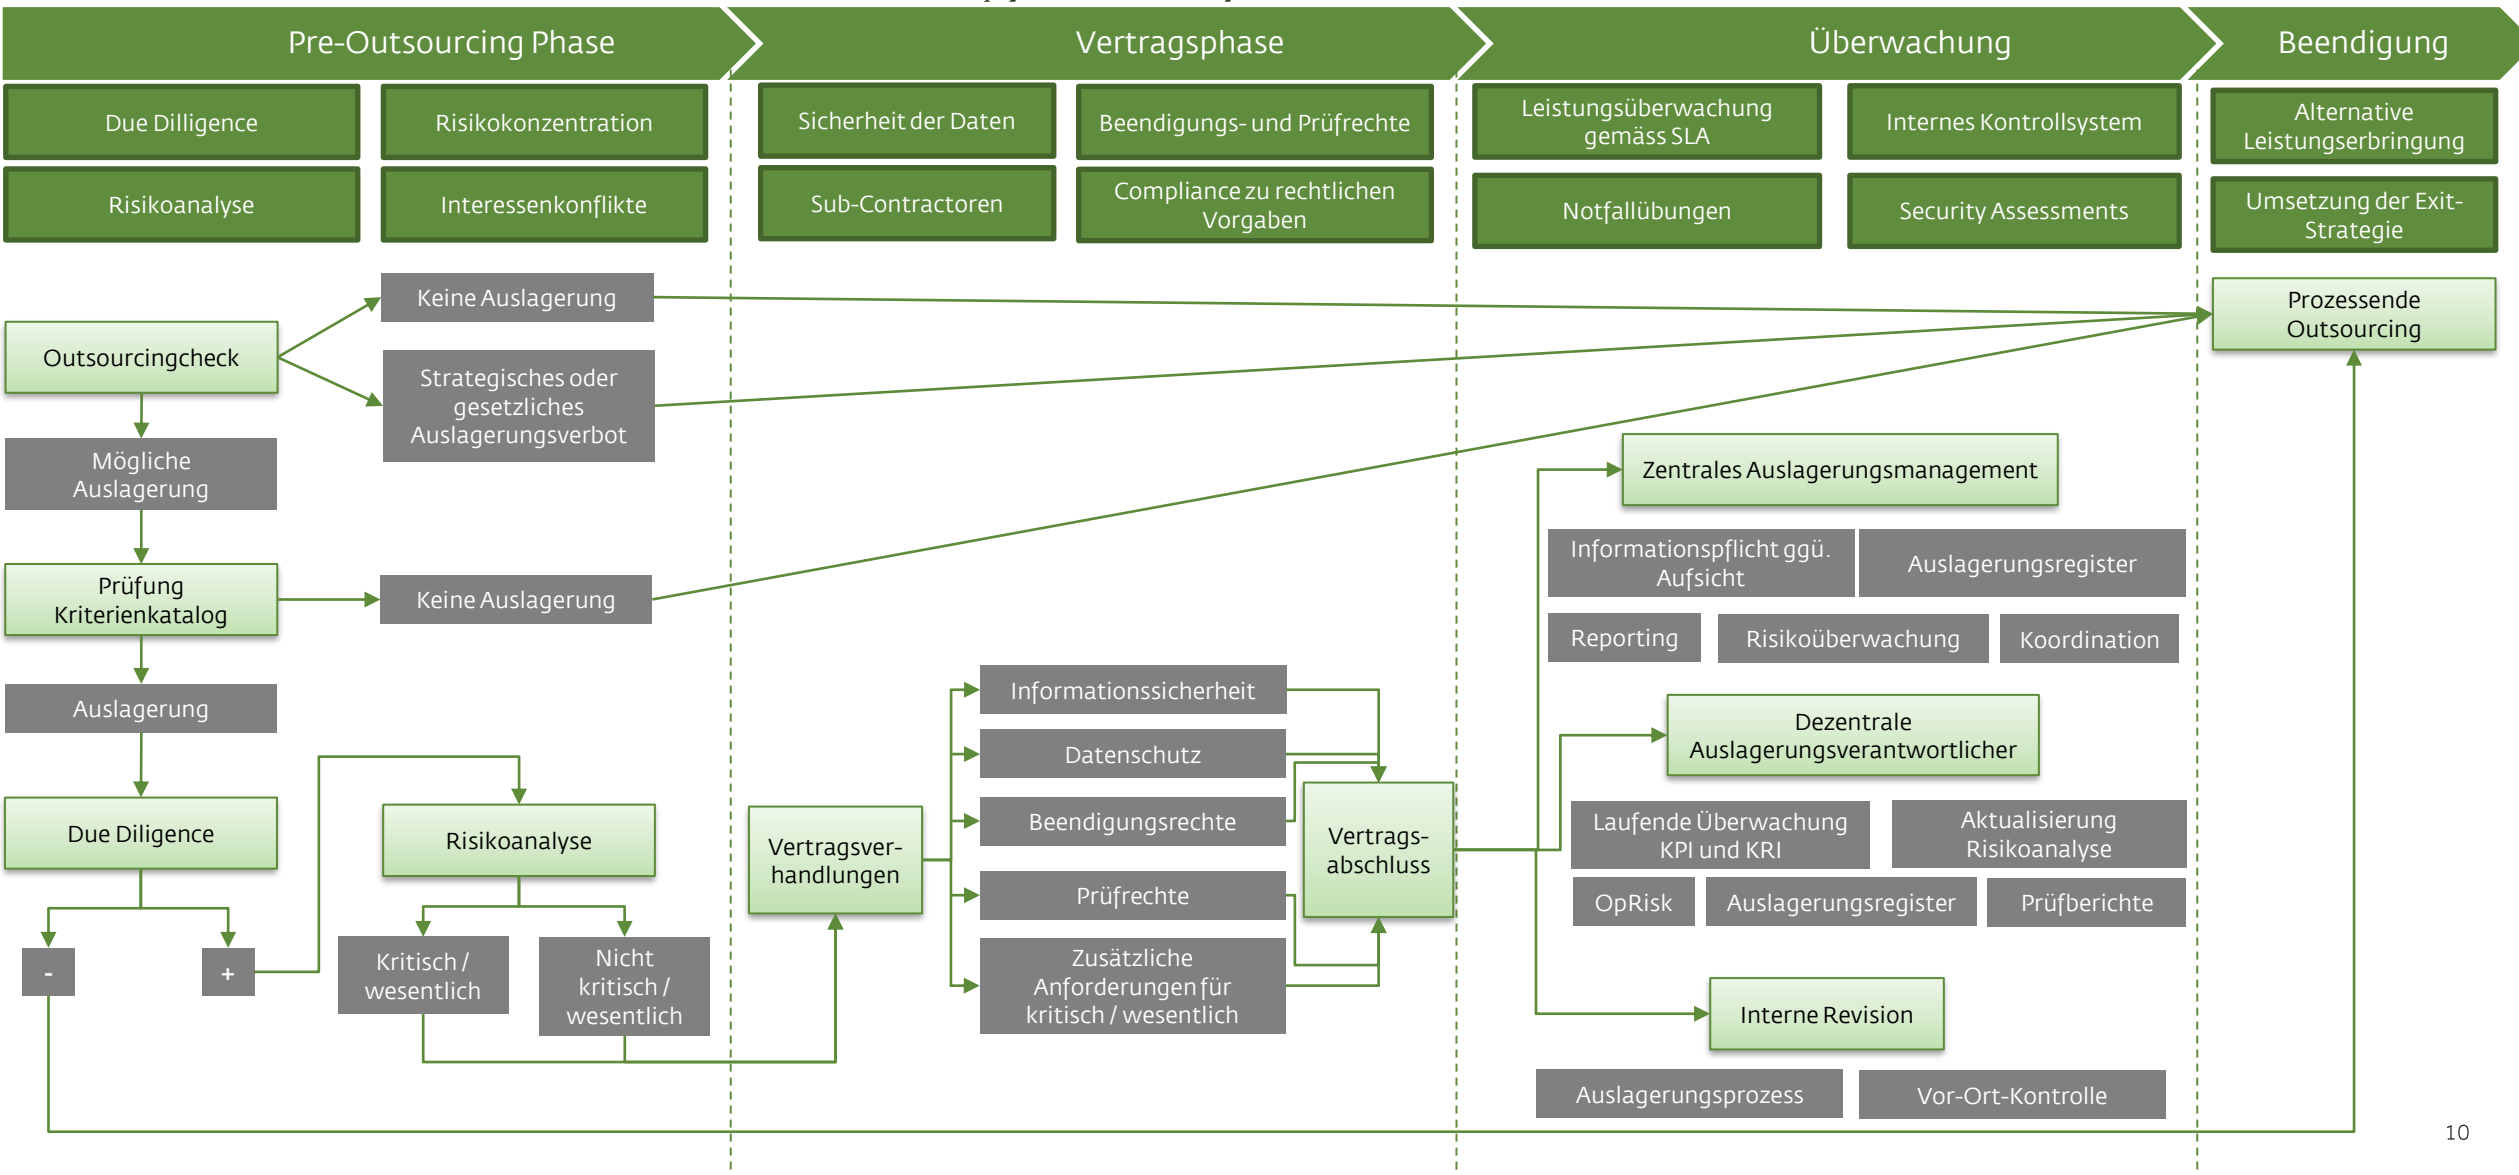 Pre-Outsourcing Phase
Vertragsphase
Überwachung
Beendigung
Due Dilligence
Risikokonzentration
Sicherheit der Daten
Beendigungs- und Prüfrechte
Leistungsüberwachung
gemäss SLA
Internes Kontrollsystem
Alternative
Leistungserbringung
Risikoanalyse
Interessenkonflikte
Sub-Contractoren
Compliance zu rechtlichen
Vorgaben
Notfallübungen
Security Assessments
Umsetzung der Exit-
Strategie
Keine Auslagerung
Prozessende
Outsourcing
Outsourcingcheck
Strategisches oder
gesetzliches
Auslagerungsverbot
Mögliche
Auslagerung
Zentrales Auslagerungsmanagement
Informationspflicht ggü.
Aufsicht
Auslagerungsregister
Prüfung
Kriterienkatalog
Keine Auslagerung
Reporting
Risikoüberwachung
Koordination
Auslagerung
Informationssicherheit
Datenschutz
Beendigungsrechte
Prüfrechte
Zusätzliche
Anforderungen für
kritisch / wesentlich
Dezentrale
Auslagerungsverantwortlicher
Due Diligence
Risikoanalyse
Vertragsver-
handlungen
Vertrags-
abschluss
Laufende Überwachung
KPI und KRI
Aktualisierung
Risikoanalyse
OpRisk
Auslagerungsregister
Prüfberichte
-
+
Kritisch /
wesentlich
Nicht
kritisch /
wesentlich
Interne Revision
Auslagerungsprozess
Vor-Ort-Kontrolle
10